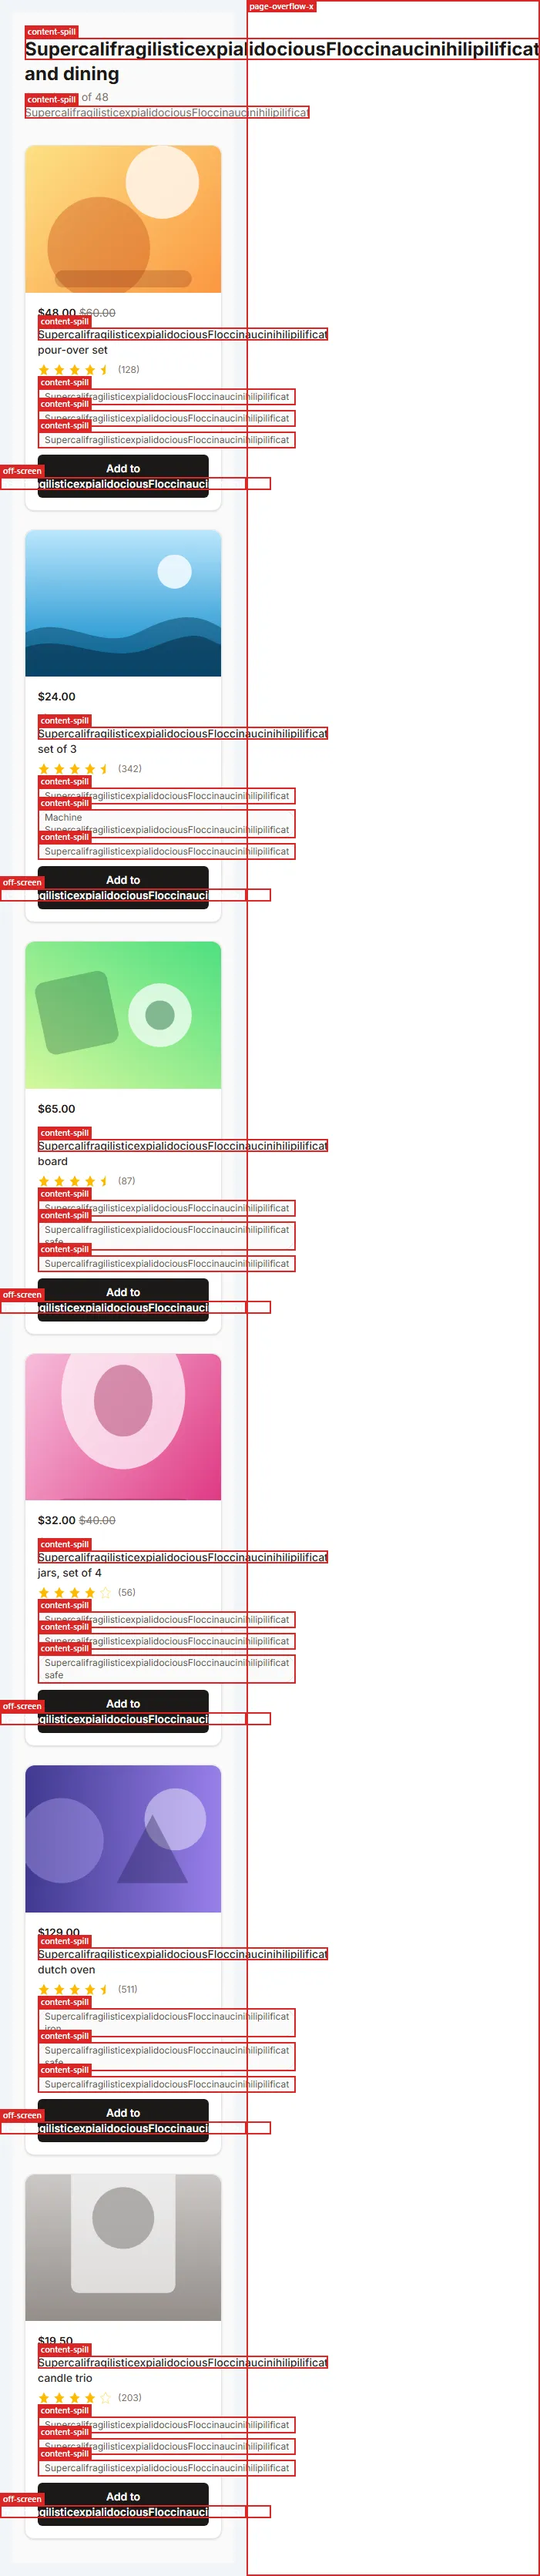 page-overflow-x
content-spill
SupercalifragilisticexpialidociousFloccinaucinihilipilificat
and dining
content-spill of 48
SupercalifragilisticexpialidociousFloccinaucinihilipilificat
$48.00 $60.00
content-spill
SupercalifragilisticexpialidociousFloccinaucinihilipilificat
pour-over set
(128)
content-spill
SupercalifragilisticexpialidociousFloccinaucinihilipilificat
content-spill
SupercalifragilisticexpialidociousFloccinaucinihilipilificat
content-spill
SupercalifragilisticexpialidociousFloccinaucinihilipilificat
Add to
off-screen
gilisticexpialidociousFloccinauci
$24.00
content-spill
SupercalifragilisticexpialidociousFloccinaucinihilipilificat
set of 3
(342)
content-spill
SupercalifragilisticexpialidociousFloccinaucinihilipilificat
content-spill
Machine
SupercalifragilisticexpialidociousFloccinaucinihilipilificat
content-spill
SupercalifragilisticexpialidociousFloccinaucinihilipilificat
Add to
off-screen
gilisticexpialidociousFloccinauci
$65.00
content-spill
SupercalifragilisticexpialidociousFloccinaucinihilipilificat
board
(87)
content-spill
SupercalifragilisticexpialidociousFloccinaucinihilipilificat
content-spill
SupercalifragilisticexpialidociousFloccinaucinihilipilificat
safe
content-spill
SupercalifragilisticexpialidociousFloccinaucinihilipilificat
Add to
off-screen
gilisticexpialidociousFloccinauci
$32.00 $40.00
content-spill
SupercalifragilisticexpialidociousFloccinaucinihilipilificat
jars, set of 4
(56)
content-spill
SupercalifragilisticexpialidociousFloccinaucinihilipilificat
content-spill
SupercalifragilisticexpialidociousFloccinaucinihilipilificat
content-spill
SupercalifragilisticexpialidociousFloccinaucinihilipilificat
safe
Add to
off-screen
gilisticexpialidociousFloccinauci
$129.00
content-spill
SupercalifragilisticexpialidociousFloccinaucinihilipilificat
dutch oven
(511)
content-spill
SupercalifragilisticexpialidociousFloccinaucinihilipilificat
iron
content-spill
SupercalifragilisticexpialidociousFloccinaucinihilipilificat
safe
content-spill
SupercalifragilisticexpialidociousFloccinaucinihilipilificat
Add to
off-screen
gilisticexpialidociousFloccinauci
$19.50
content-spill
SupercalifragilisticexpialidociousFloccinaucinihilipilificat
candle trio
(203)
content-spill
SupercalifragilisticexpialidociousFloccinaucinihilipilificat
content-spill
SupercalifragilisticexpialidociousFloccinaucinihilipilificat
content-spill
SupercalifragilisticexpialidociousFloccinaucinihilipilificat
Add to
off-screen
gilisticexpialidociousFloccinauci